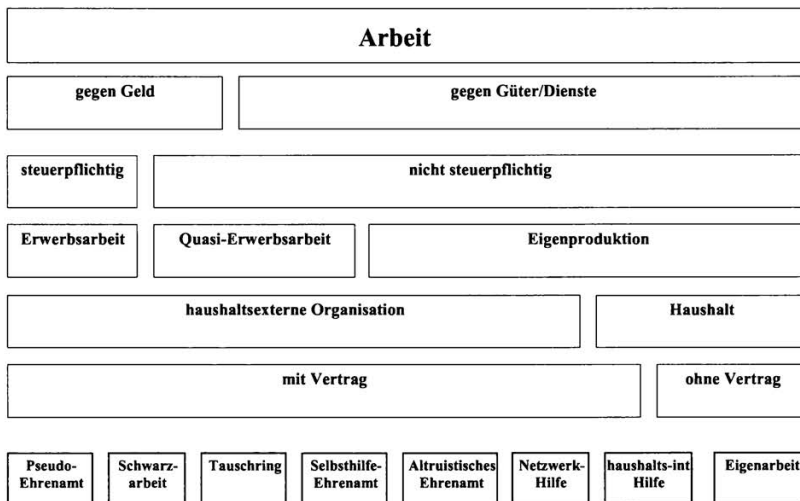 Arbeit
gegen Geld
gegen Güter/Dienste
steuerpflichtig
nicht steuerpflichtig
Erwerbsarbeit
Quasi-Erwerbsarbeit
Eigenproduktion
haushaltsexterne Organisation
Haushalt
mit Vertrag
ohne Vertrag
Pseudo-
Ehrenamt
Schwarz-
arbeit
Tauschring
Selbsthilfe-
Ehrenamt
Altruistisches
Ehrenamt
Netzwerk-
Hilfe
haushalts-int
Hilfe
Eigenarbeit